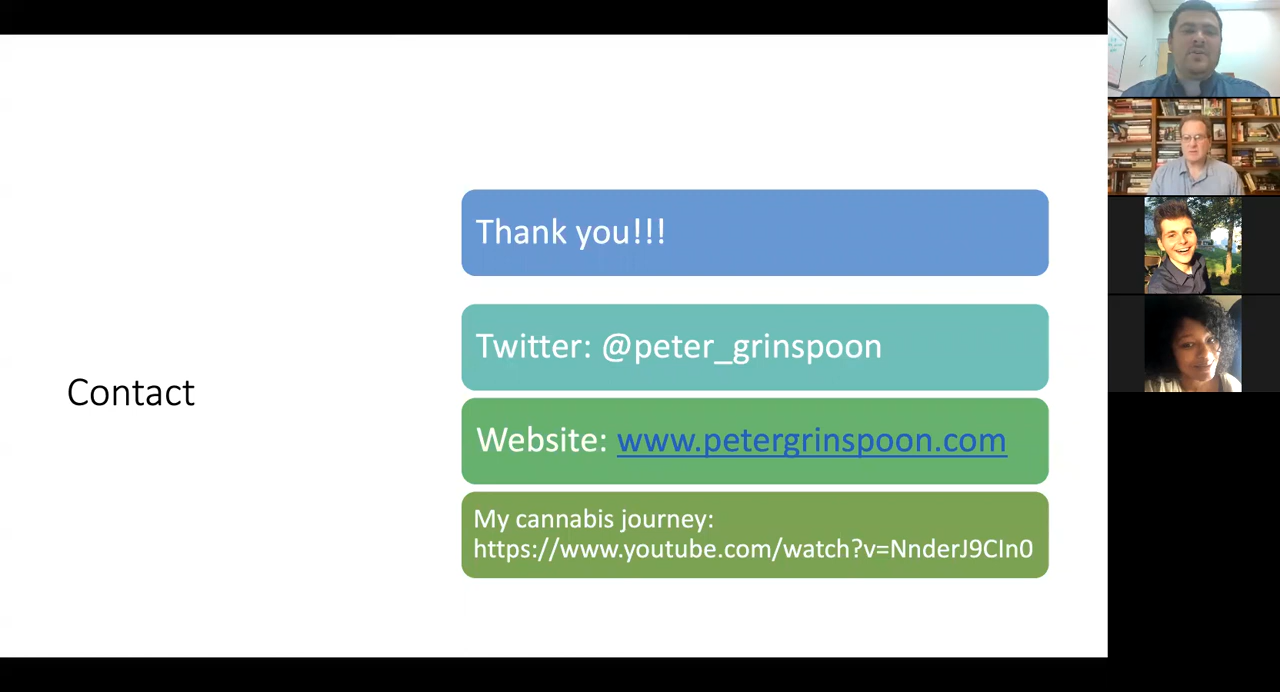 Contact
Thank you!!!
Twitter: @peter_grinspoon
Website: www.petergrinspoon.com
My cannabis journey:
https://www.youtube.com/watch?v=NnderJ9CIn0